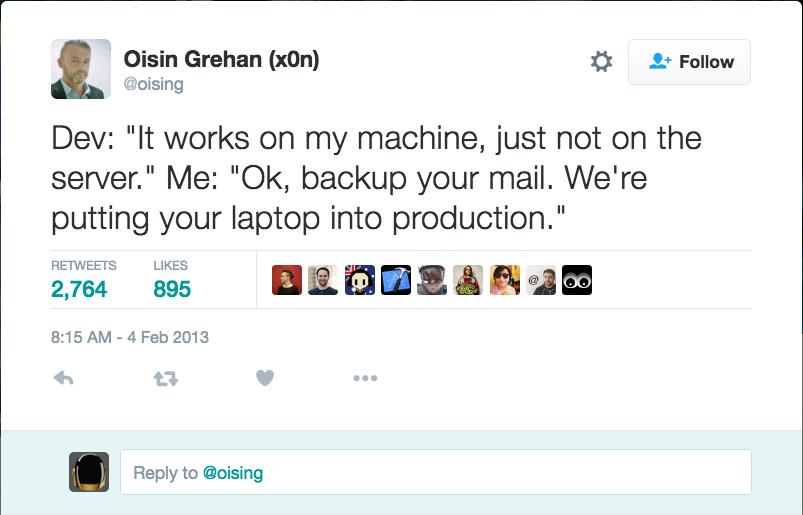 Oisin Grehan (x0n)
@oising
Follow
Dev: "It works on my machine, just not on the
server." Me: "Ok, backup your mail. We're
putting your laptop into production."
RETWEETS LIKES
2,764 895
@
8:15 AM - 4 Feb 2013
Reply to @oising